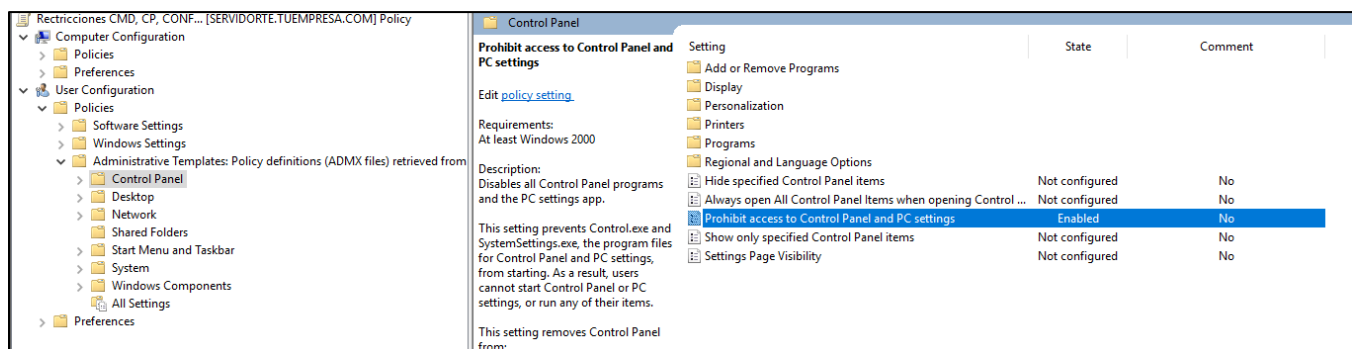 Rectricciones CMD, CP, CONF... [SERVIDORTE.TUEMPRESA.COM] Policy
Computer Configuration
Policies
Preferences
User Configuration
Policies
Software Settings
Windows Settings
Administrative Templates: Policy definitions (ADMX files) retrieved from
Control Panel
Desktop
Network
Shared Folders
Start Menu and Taskbar
System
Windows Components
All Settings
Preferences
Control Panel
Prohibit access to Control Panel and
PC settings
Edit policy setting
Requirements:
At least Windows 2000
Description:
Disables all Control Panel programs
and the PC settings app.
This setting prevents Control.exe and
SystemSettings.exe, the program files
for Control Panel and PC settings,
from starting. As a result, users
cannot start Control Panel or PC
settings, or run any of their items.
This setting removes Control Panel
from:
Setting State Comment
Add or Remove Programs
Display
Personalization
Printers
Programs
Regional and Language Options
Hide specified Control Panel items Not configured No
Always open All Control Panel Items when opening Control ... Not configured No
Prohibit access to Control Panel and PC settings Enabled No
Show only specified Control Panel items Not configured No
Settings Page Visibility Not configured No